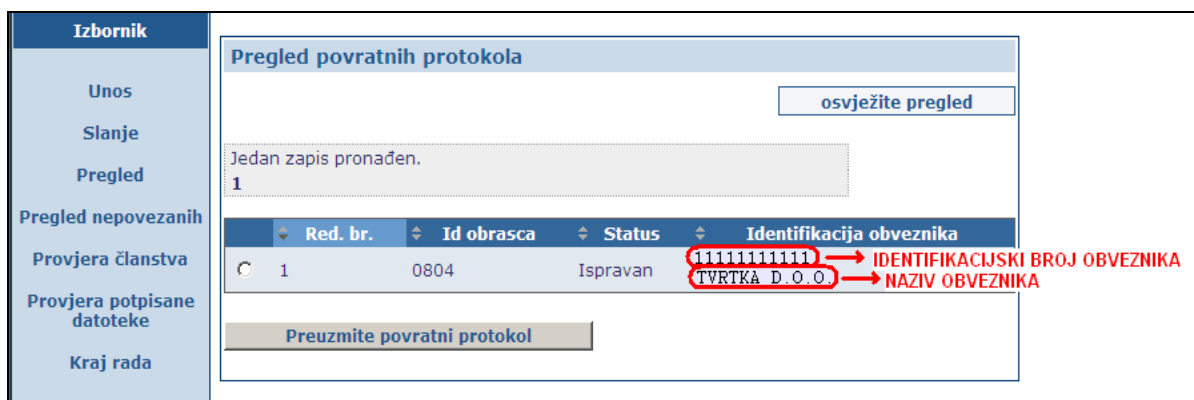 Izbornik
Unos
Slanje
Pregled
Pregled nepovezanih
Provjera članstva
Provjera potpisane
datoteke
Kraj rada
Pregled povratnih protokola
osvježite pregled
Jedan zapis pronađen.
1
Red. br. Id obrasca Status Identifikacija obveznika
1 0804 Ispravan 11111111111 IDENTIFIKACIJSKI BROJ OBVEZNIKA
TVRTKA D.O.O. NAZIV OBVEZNIKA
Preuzmite povratni protokol